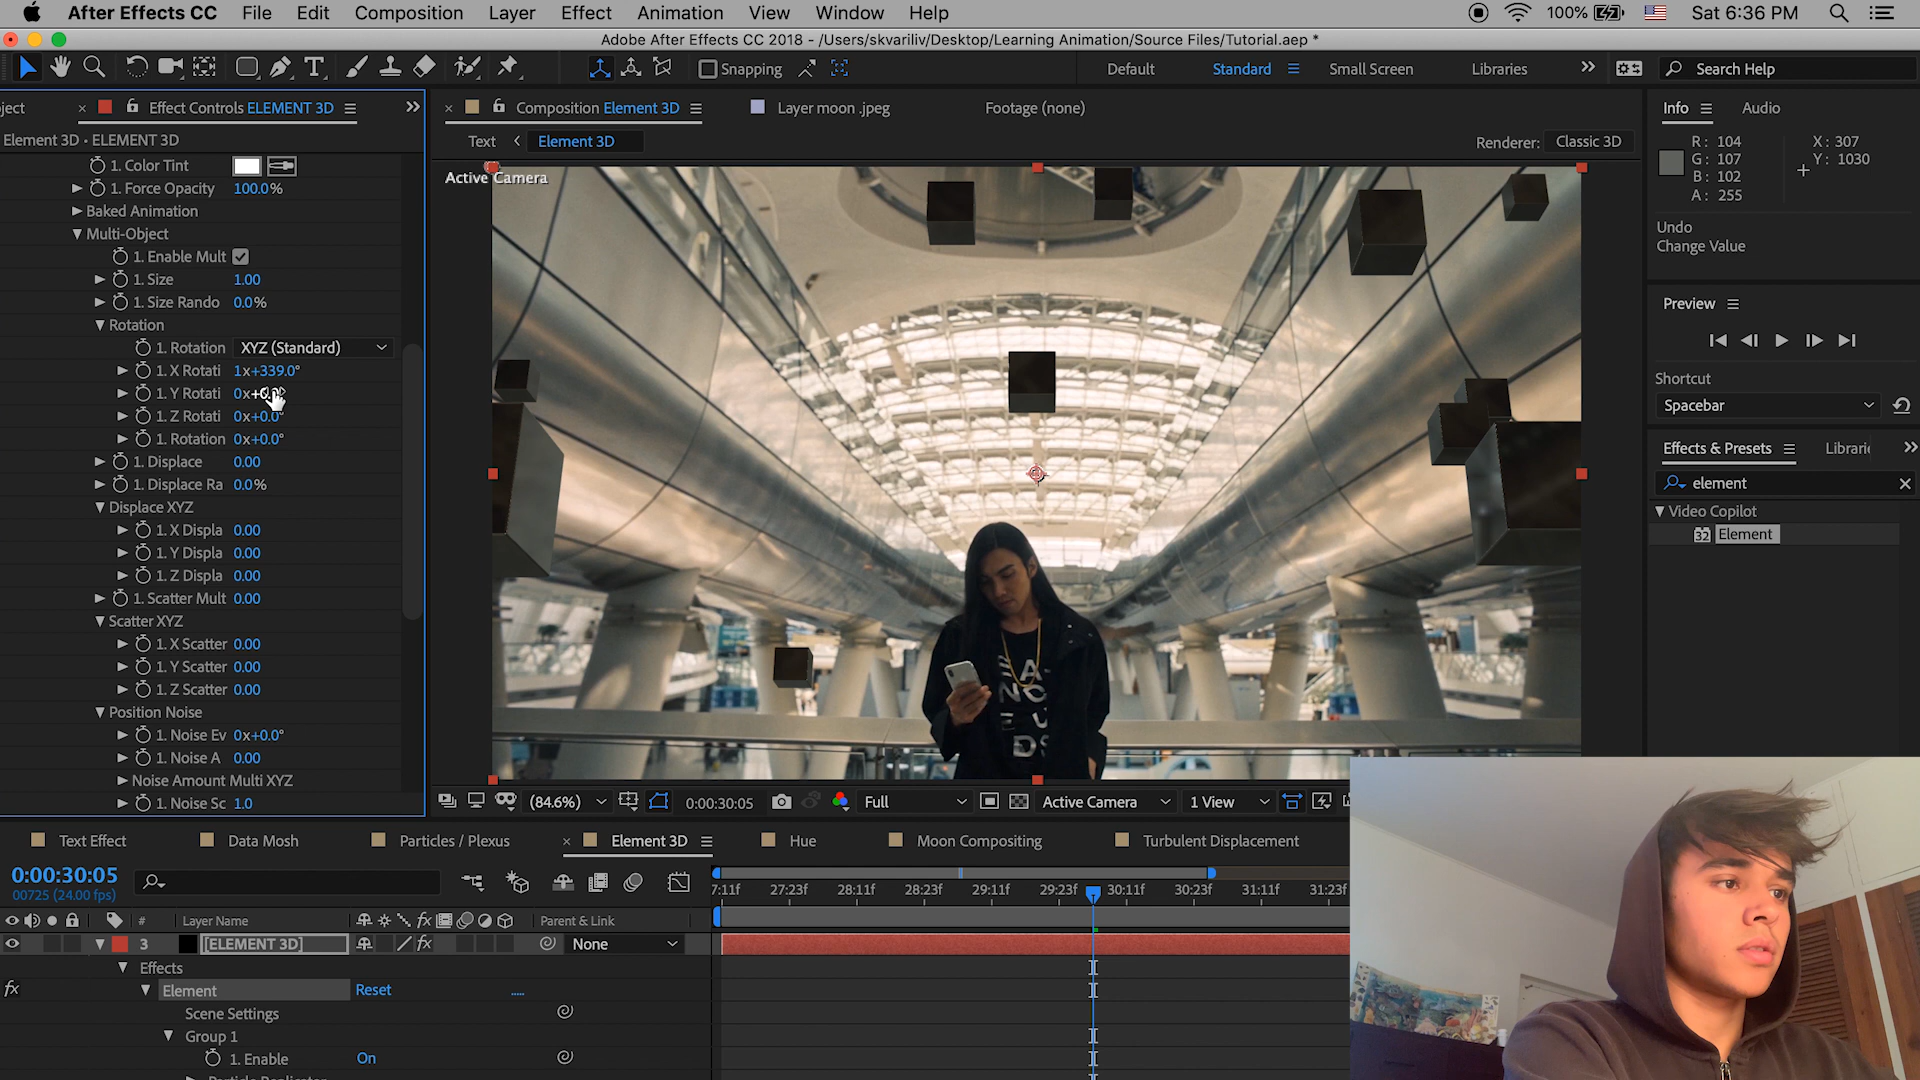 After Effects CC File Edit Composition Layer Effect Animation View Window Help 100% Sat 6:36 PM
Adobe After Effects CC 2018 - /Users/skvariliv/Desktop/Learning Animation/Source Files/Tutorial.aep *
Snapping Default Standard Small Screen Libraries Search Help
ject Effect Controls ELEMENT 3D Composition Element 3D Layer moon .jpeg Footage (none) Info Audio
Element 3D • ELEMENT 3D Text Element 3D Renderer: Classic 3D
R: 104 X: 307
G: 107 Y: 1030
B: 102
A: 255
Undo
Change Value
1. Color Tint
1. Force Opacity 100.0%
Baked Animation
Multi-Object
1. Enable Mult
1. Size 1.00
1. Size Rando 0.0%
Rotation
1. Rotation XYZ (Standard)
1. X Rotati 1x+339.0°
1. Y Rotati 0x+0.0°
1. Z Rotati 0x+0.0°
1. Rotation 0x+0.0°
1. Displace 0.00
1. Displace Ra 0.0%
Displace XYZ
1. X Displa 0.00
1. Y Displa 0.00
1. Z Displa 0.00
1. Scatter Mult 0.00
Scatter XYZ
1. X Scatter 0.00
1. Y Scatter 0.00
1. Z Scatter 0.00
Position Noise
1. Noise Ev 0x+0.0°
1. Noise A 0.00
Noise Amount Multi XYZ
1. Noise Sc 1.0
Active Camera
Preview
Shortcut
Spacebar
Effects & Presets Librari
element
Video Copilot
32 Element
(84.6%) 0:00:30:05 Full Active Camera 1 View
Text Effect Data Mosh Particles / Plexus Element 3D Hue Moon Compositing Turbulent Displacement
0:00:30:05
00725 (24.00 fps)
7:11f 27:23f 28:11f 28:23f 29:11f 29:23f 30:11f 30:23f 31:11f 31:23f
# Layer Name fx Parent & Link
3 [ELEMENT 3D] fx None
Effects
fx Element Reset .....
Scene Settings
Group 1
1. Enable On